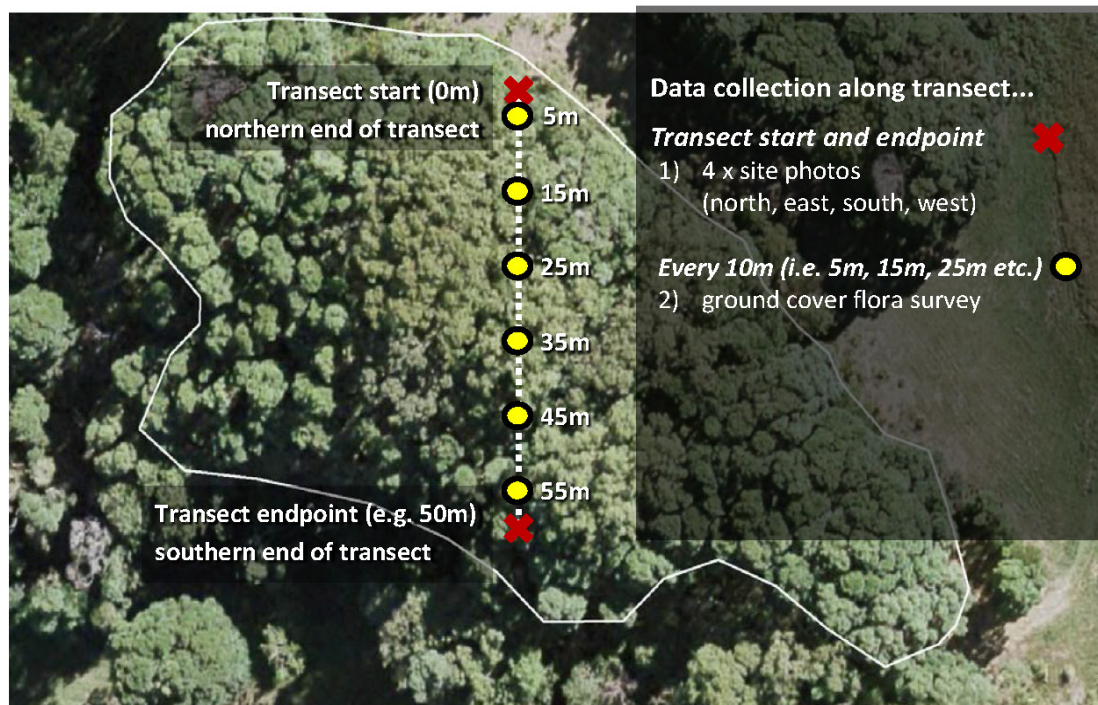 Transect start (0m)
northern end of transect
5m
15m
25m
35m
45m
55m
Transect endpoint (e.g. 50m)
southern end of transect
Data collection along transect...
Transect start and endpoint
1) 4 x site photos
(north, east, south, west)
Every 10m (i.e. 5m, 15m, 25m etc.)
2) ground cover flora survey